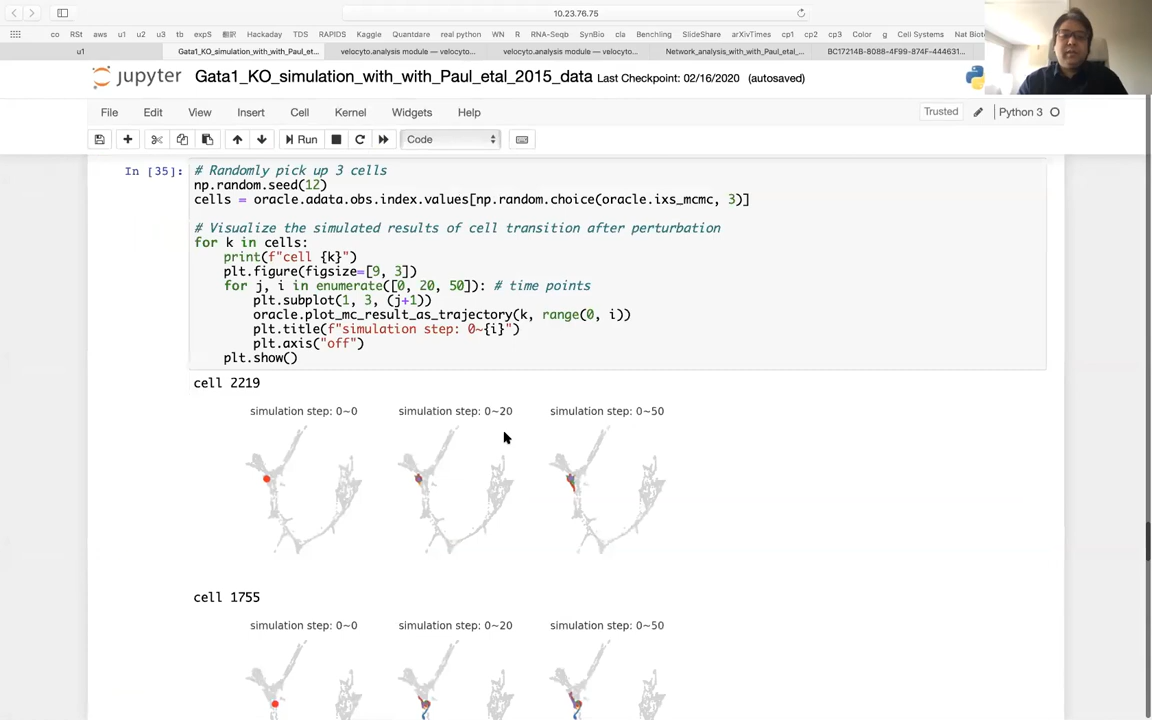 10.23.76.75
co RSt aws u1 u2 u3 tb expS 翻訳 Hackaday TDS RAPIDS Kaggle Quantdare real python WN R RNA-Seqb SynBio cla Benchling SlideShare arXivTimes cp1 cp2 cp3 Color g Cell Systems Nat Biot
u1 Gata1_KO_simulation_with_with_Paul_et... velocyto.analysis module — velocyto... velocyto.analysis module — velocyto... Network_analysis_with_with_Paul_etal_... BC17214B-8088-4F99-874F-444631...
jupyter Gata1_KO_simulation_with_with_Paul_etal_2015_data Last Checkpoint: 02/16/2020 (autosaved)
File Edit View Insert Cell Kernel Widgets Help Trusted Python 3
Run Code
In [35]: # Randomly pick up 3 cells
np.random.seed(12)
cells = oracle.adata.obs.index.values[np.random.choice(oracle.ixs_mcmc, 3)]
# Visualize the simulated results of cell transition after perturbation
for k in cells:
print(f"cell {k}")
plt.figure(figsize=[9, 3])
for j, i in enumerate([0, 20, 50]): # time points
plt.subplot(1, 3, (j+1))
oracle.plot_mc_result_as_trajectory(k, range(0, i))
plt.title(f"simulation step: 0~{i}")
plt.axis("off")
plt.show()
cell 2219
simulation step: 0~0 simulation step: 0~20 simulation step: 0~50
cell 1755
simulation step: 0~0 simulation step: 0~20 simulation step: 0~50